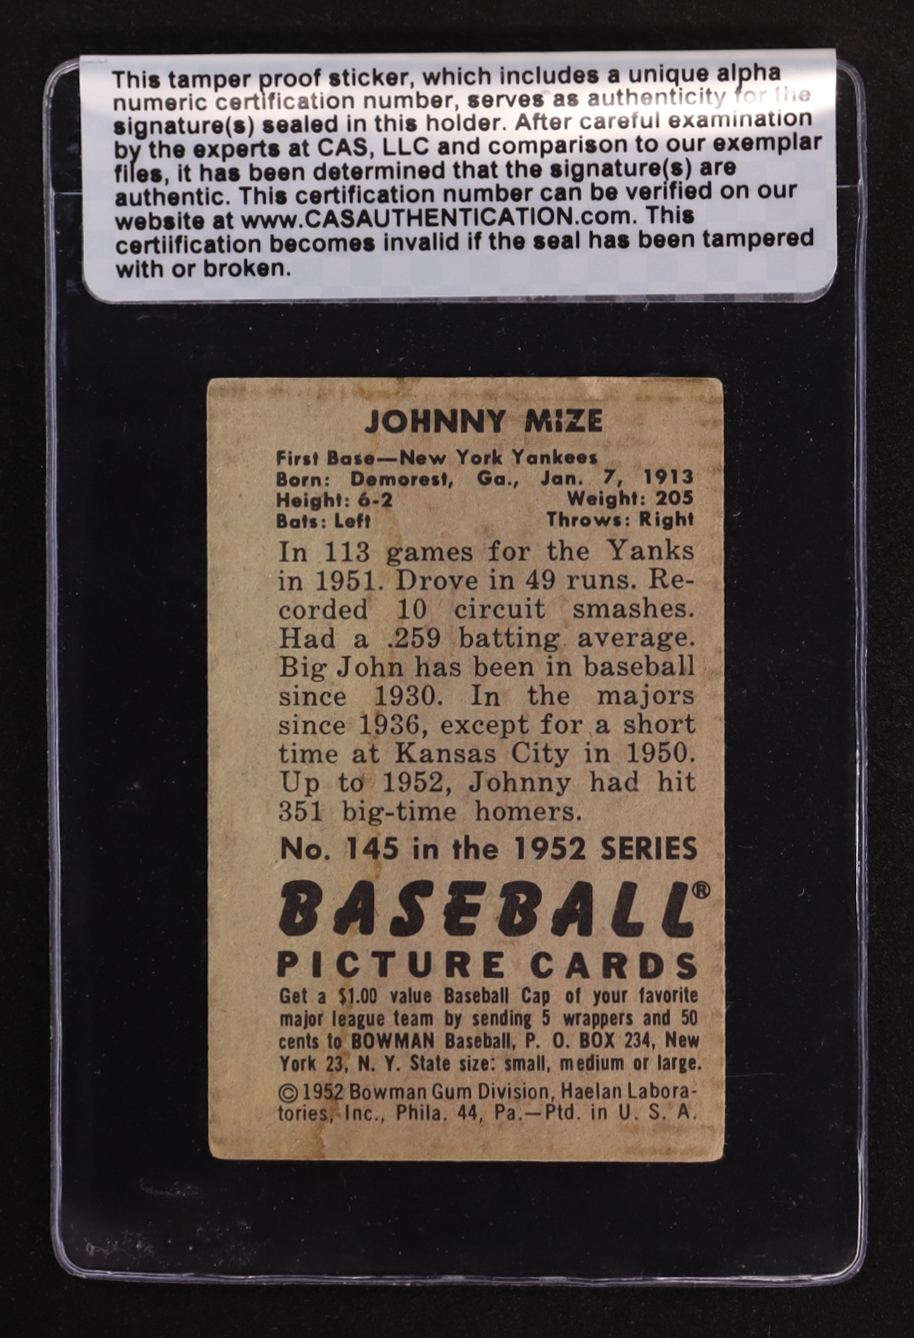 This tamper proof sticker, which includes a unique alpha
numeric certification number, serves as authenticity for the
signature(s) sealed in this holder. After careful examination
by the experts at CAS, LLC and comparison to our exemplar
files, it has been determined that the signature(s) are
authentic. This certification number can be verified on our
website at www.CASAUTHENTICATION.com. This
certiification becomes invalid if the seal has been tampered
with or broken.
JOHNNY MIZE
First Base—New York Yankees
Born: Demorest, Ga., Jan. 7, 1913
Height: 6-2 Weight: 205
Bats: Left Throws: Right
In 113 games for the Yanks
in 1951. Drove in 49 runs. Re-
corded 10 circuit smashes.
Had a .259 batting average.
Big John has been in baseball
since 1930. In the majors
since 1936, except for a short
time at Kansas City in 1950.
Up to 1952, Johnny had hit
351 big-time homers.
No. 145 in the 1952 SERIES
BASEBALL®
PICTURE CARDS
Get a $1.00 value Baseball Cap of your favorite
major league team by sending 5 wrappers and 50
cents to BOWMAN Baseball, P. O. BOX 234, New
York 23, N. Y. State size: small, medium or large.
©1952 Bowman Gum Division, Haelan Labora-
tories, Inc., Phila. 44, Pa.—Ptd. in U. S. A.